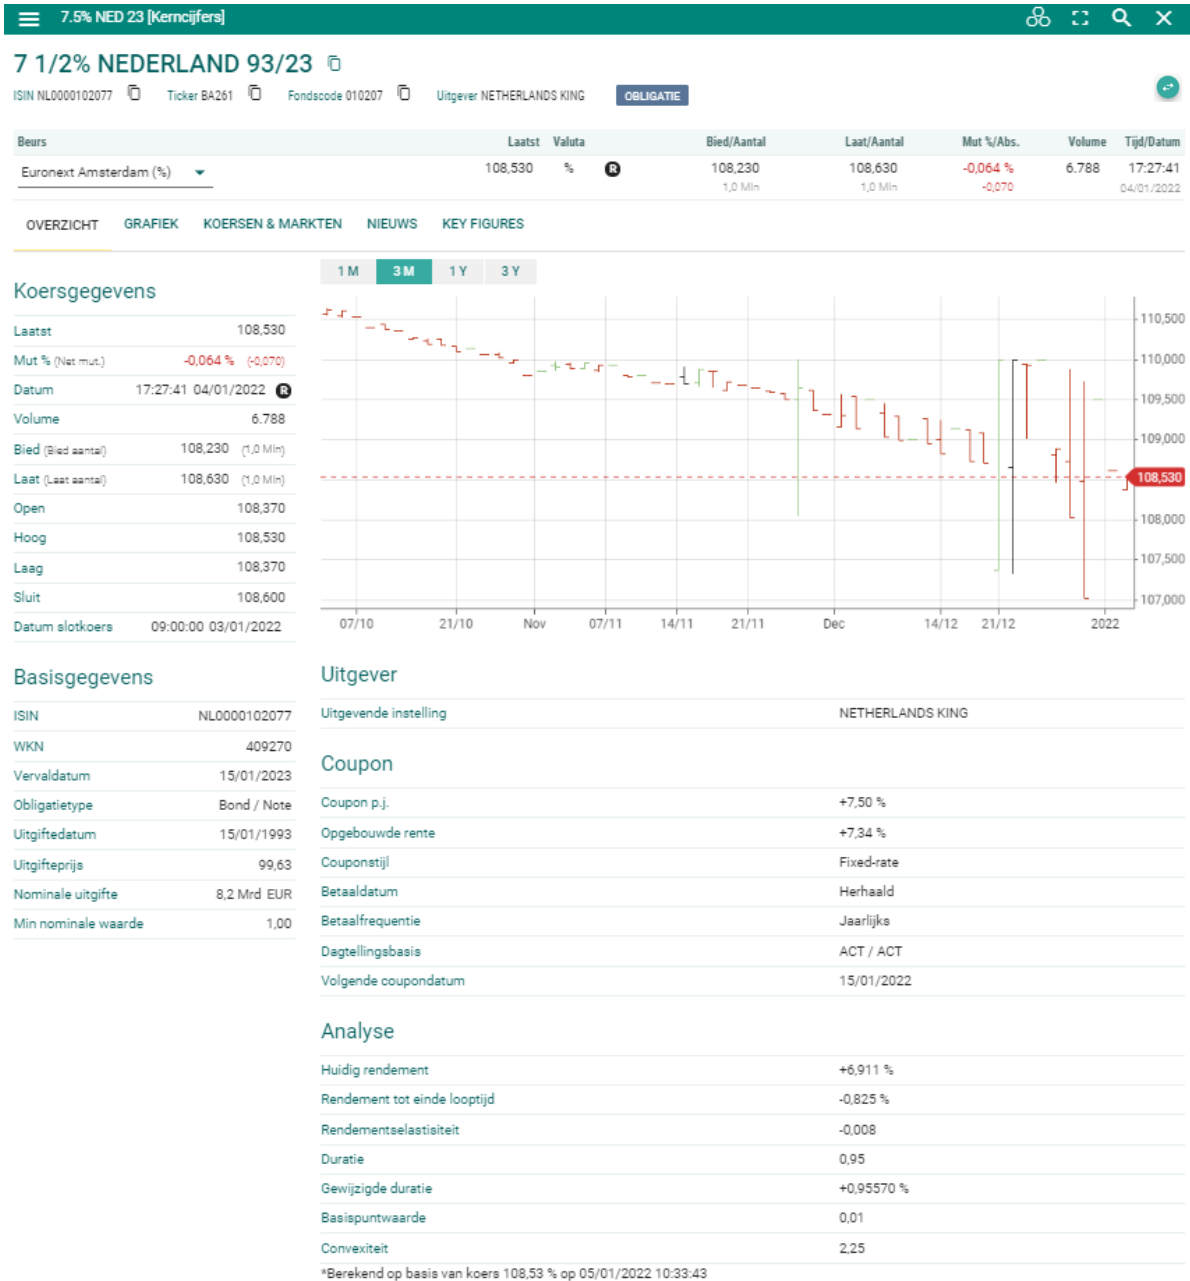 7.5% NED 23 [Kerncijfers]
7 1/2% NEDERLAND 93/23
ISIN NL0000102077 Ticker BA261 Fondscode 010207 Uitgever NETHERLANDS KING OBLIGATIE
Beurs Laatst Valuta Bied/Aantal Laat/Aantal Mut %/Abs. Volume Tijd/Datum
Euronext Amsterdam (%) 108,530 % R 108,230 108,630 -0,064 % 6.788 17:27:41
1,0 Mln 1,0 Mln -0,070 04/01/2022
OVERZICHT GRAFIEK KOERSEN & MARKTEN NIEUWS KEY FIGURES
1 M 3 M 1 Y 3 Y
Koersgegevens
Laatst 108,530
Mut % (Net mut.) -0,064 % (-0,070)
Datum 17:27:41 04/01/2022 R
Volume 6.788
Bied (Bied aantal) 108,230 (1,0 Mln)
Laat (Laat aantal) 108,630 (1,0 Mln)
Open 108,370
Hoog 108,530
Laag 108,370
Sluit 108,600
Datum slotkoers 09:00:00 03/01/2022
110,500
110,000
109,500
109,000
108,530
108,000
107,500
107,000
07/10 21/10 Nov 07/11 14/11 21/11 Dec 14/12 21/12 2022
Basisgegevens
ISIN NL0000102077
WKN 409270
Vervaldatum 15/01/2023
Obligatietype Bond / Note
Uitgiftedatum 15/01/1993
Uitgifteprijs 99,63
Nominale uitgifte 8,2 Mrd EUR
Min nominale waarde 1,00
Uitgever
Uitgevende instelling NETHERLANDS KING
Coupon
Coupon p.j. +7,50 %
Opgebouwde rente +7,34 %
Couponstijl Fixed-rate
Betaaldatum Herhaald
Betaalfrequentie Jaarlijks
Dagtellingsbasis ACT / ACT
Volgende coupondatum 15/01/2022
Analyse
Huidig rendement +6,911 %
Rendement tot einde looptijd -0,825 %
Rendementselastisiteit -0,008
Duratie 0,95
Gewijzigde duratie +0,95570 %
Basispuntwaarde 0,01
Convexiteit 2,25
*Berekend op basis van koers 108,53 % op 05/01/2022 10:33:43